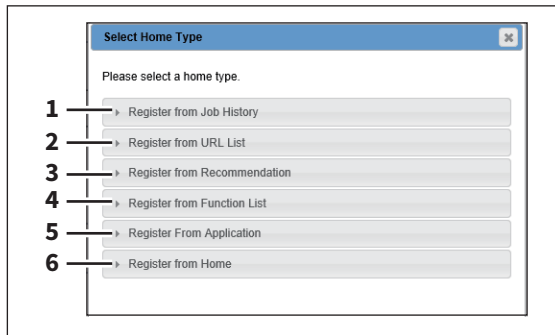 Select Home Type
Please select a home type.
1 Register from Job History
2 Register from URL List
3 Register from Recommendation
4 Register from Function List
5 Register From Application
6 Register from Home